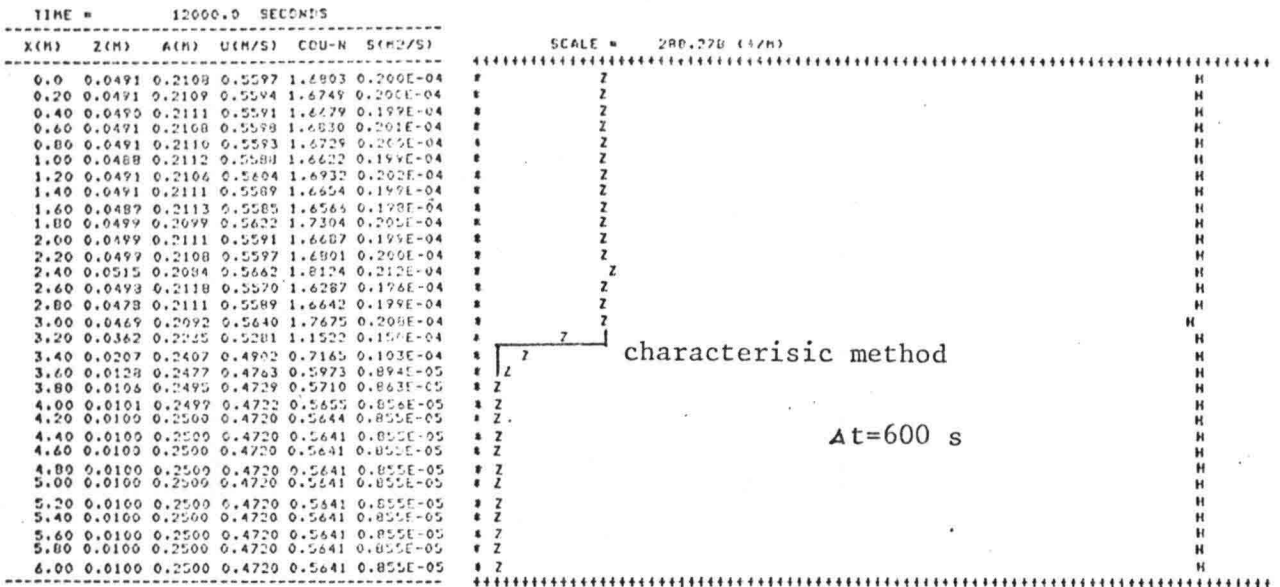 TIME = 12000.0 SECONDS
X(M) Z(M) A(M) U(M/S) COU-N S(M2/S)
SCALE = 280.278 (*/M)
0.0 0.0491 0.2108 0.5597 1.6803 0.200E-04
0.20 0.0491 0.2109 0.5594 1.6749 0.200E-04
0.40 0.0490 0.2111 0.5591 1.6679 0.199E-04
0.60 0.0491 0.2108 0.5598 1.6830 0.201E-04
0.80 0.0491 0.2110 0.5593 1.6729 0.200E-04
1.00 0.0488 0.2112 0.5588 1.6622 0.199E-04
1.20 0.0491 0.2106 0.5604 1.6932 0.202E-04
1.40 0.0491 0.2111 0.5589 1.6654 0.199E-04
1.60 0.0487 0.2113 0.5585 1.6566 0.198E-04
1.80 0.0499 0.2099 0.5622 1.7304 0.205E-04
2.00 0.0499 0.2111 0.5591 1.6687 0.199E-04
2.20 0.0499 0.2108 0.5597 1.6801 0.200E-04
2.40 0.0515 0.2084 0.5662 1.8124 0.212E-04
2.60 0.0493 0.2118 0.5570 1.6287 0.196E-04
2.80 0.0478 0.2111 0.5589 1.6642 0.199E-04
3.00 0.0469 0.2092 0.5640 1.7675 0.208E-04
3.20 0.0362 0.5281 1.1522
3.40 0.0207 0.2407 0.4902 0.7165 0.103E-04
3.60 0.0128 0.2477 0.4763 0.5973 0.894E-05
3.80 0.0106 0.2495 0.4729 0.5710 0.863E-05
4.00 0.0101 0.2499 0.4722 0.5655 0.856E-05
4.20 0.0100 0.2500 0.4720 0.5644 0.855E-05
4.40 0.0100 0.2500 0.4720 0.5641 0.855E-05
4.60 0.0100 0.2500 0.4720 0.5641 0.855E-05
4.80 0.0100 0.2500 0.4720 0.5641 0.855E-05
5.00 0.0100 0.2500 0.4720 0.5641 0.855E-05
5.20 0.0100 0.2500 0.4720 0.5641 0.855E-05
5.40 0.0100 0.2500 0.4720 0.5641 0.855E-05
5.60 0.0100 0.2500 0.4720 0.5641 0.855E-05
5.80 0.0100 0.2500 0.4720 0.5641 0.855E-05
6.00 0.0100 0.2500 0.4720 0.5641 0.855E-05
characterisic method
Δt=600 s